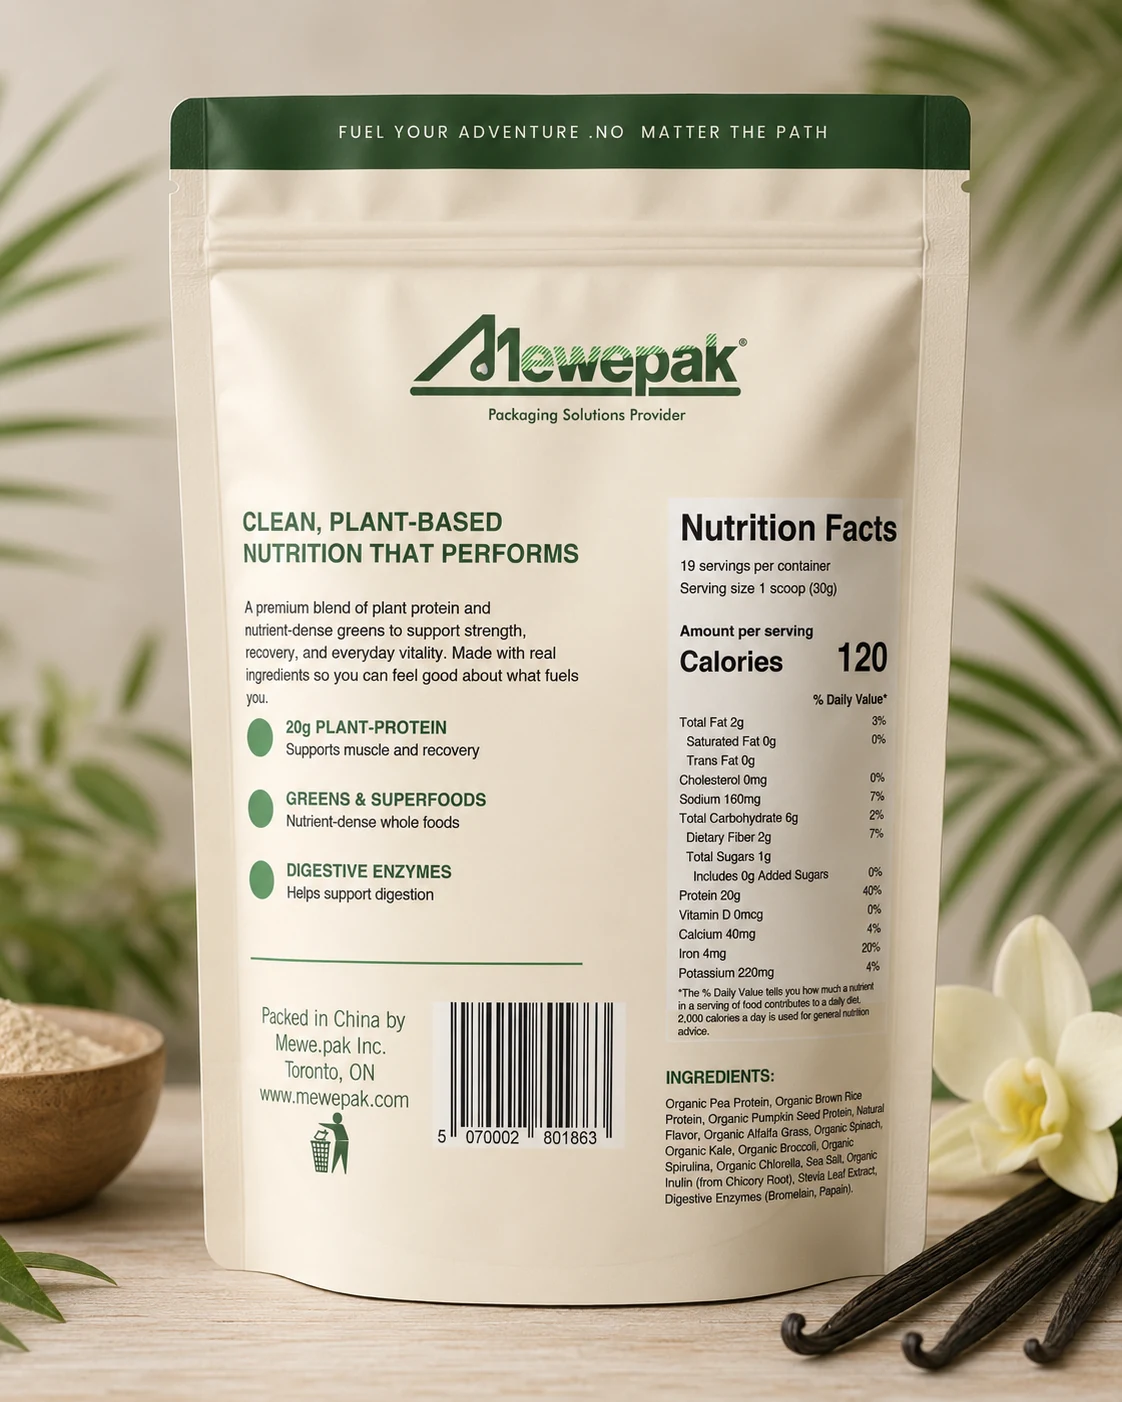 FUEL YOUR ADVENTURE .NO MATTER THE PATH
Mewepak®
Packaging Solutions Provider
CLEAN, PLANT-BASED
NUTRITION THAT PERFORMS
A premium blend of plant protein and
nutrient-dense greens to support strength,
recovery, and everyday vitality. Made with real
ingredients so you can feel good about what fuels
you.
20g PLANT-PROTEIN
Supports muscle and recovery
GREENS & SUPERFOODS
Nutrient-dense whole foods
DIGESTIVE ENZYMES
Helps support digestion
Packed in China by
Mewe.pak Inc.
Toronto, ON
www.mewepak.com
5 070002 801863
Nutrition Facts
19 servings per container
Serving size 1 scoop (30g)
Amount per serving
Calories 120
% Daily Value*
Total Fat 2g 3%
Saturated Fat 0g 0%
Trans Fat 0g
Cholesterol 0mg 0%
Sodium 160mg 7%
Total Carbohydrate 6g 2%
Dietary Fiber 2g 7%
Total Sugars 1g
Includes 0g Added Sugars 0%
Protein 20g 40%
Vitamin D 0mcg 0%
Calcium 40mg 4%
Iron 4mg 20%
Potassium 220mg 4%
*The % Daily Value tells you how much a nutrient
in a serving of food contributes to a daily diet.
2,000 calories a day is used for general nutrition
advice.
INGREDIENTS:
Organic Pea Protein, Organic Brown Rice
Protein, Organic Pumpkin Seed Protein, Natural
Flavor, Organic Alfalfa Grass, Organic Spinach,
Organic Kale, Organic Broccoli, Organic
Spirulina, Organic Chlorella, Sea Salt, Organic
Inulin (from Chicory Root), Stevia Leaf Extract,
Digestive Enzymes (Bromelain, Papain).